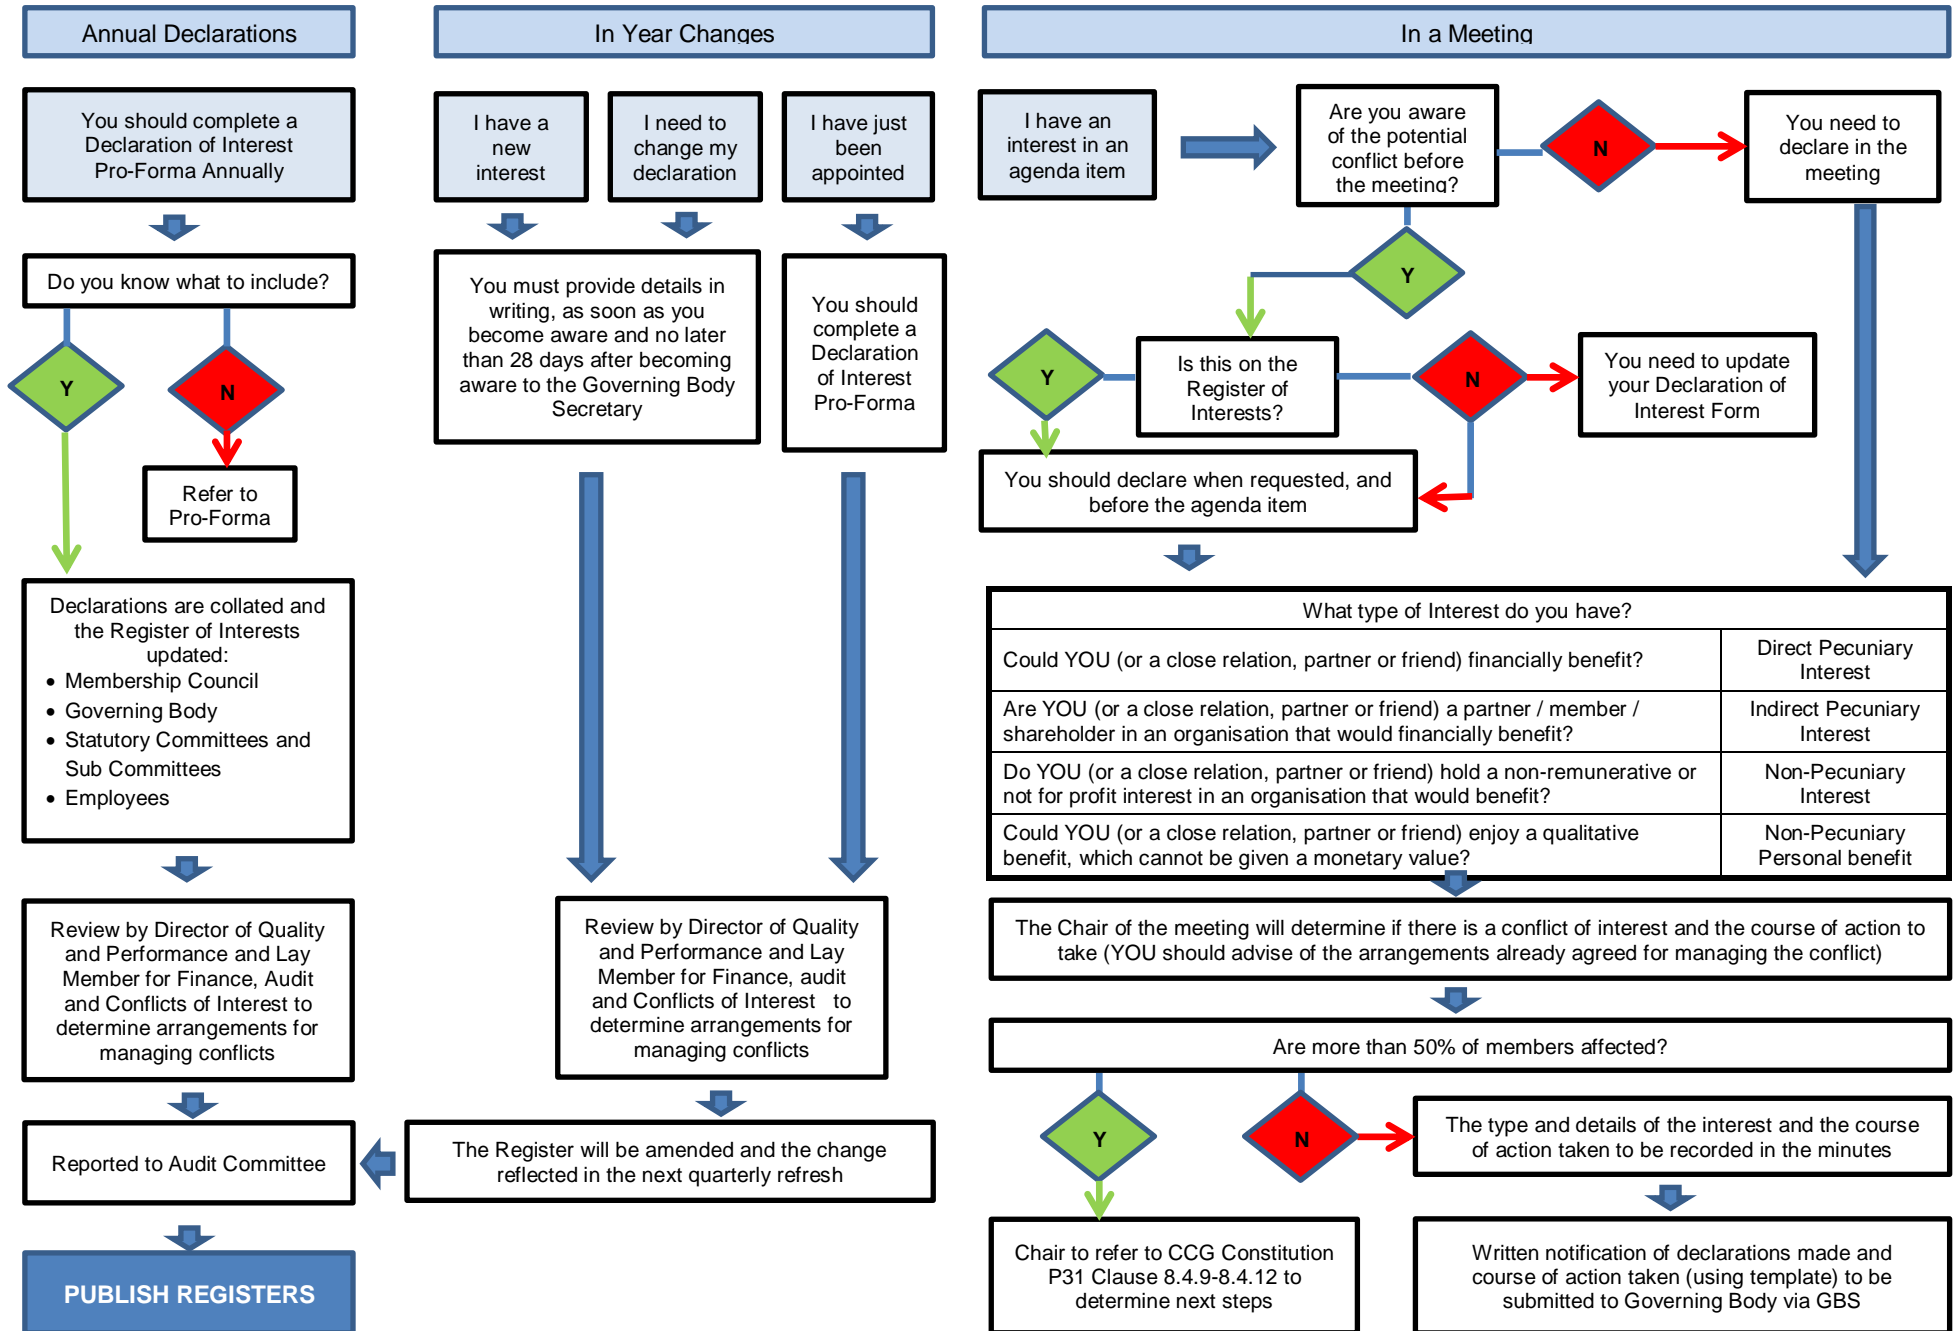 Annual Declarations
You should complete a
Declaration of Interest
Pro-Forma Annually
Do you know what to include?
Y
N
Refer to
Pro-Forma
Declarations are collated and
the Register of Interests
updated:
• Membership Council
• Governing Body
• Statutory Committees and
Sub Committees
• Employees
Review by Director of Quality
and Performance and Lay
Member for Finance, Audit
and Conflicts of Interest to
determine arrangements for
managing conflicts
Reported to Audit Committee
PUBLISH REGISTERS
In Year Changes
I have a
new
interest
I need to
change my
declaration
I have just
been
appointed
You must provide details in
writing, as soon as you
become aware and no later
than 28 days after becoming
aware to the Governing Body
Secretary
You should
complete a
Declaration
of Interest
Pro-Forma
Review by Director of Quality
and Performance and Lay
Member for Finance, audit
and Conflicts of Interest to
determine arrangements for
managing conflicts
The Register will be amended and the change
reflected in the next quarterly refresh
In a Meeting
I have an
interest in an
agenda item
Are you aware
of the potential
conflict before
the meeting?
N
You need to
declare in the
meeting
Y
Is this on the
Register of
Interests?
Y
N
You need to update
your Declaration of
Interest Form
You should declare when requested, and
before the agenda item
What type of Interest do you have?
Could YOU (or a close relation, partner or friend) financially benefit?
Direct Pecuniary
Interest
Are YOU (or a close relation, partner or friend) a partner / member /
shareholder in an organisation that would financially benefit?
Indirect Pecuniary
Interest
Do YOU (or a close relation, partner or friend) hold a non-remunerative or
not for profit interest in an organisation that would benefit?
Non-Pecuniary
Interest
Could YOU (or a close relation, partner or friend) enjoy a qualitative
benefit, which cannot be given a monetary value?
Non-Pecuniary
Personal benefit
The Chair of the meeting will determine if there is a conflict of interest and the course of action to
take (YOU should advise of the arrangements already agreed for managing the conflict)
Are more than 50% of members affected?
Y
N
The type and details of the interest and the course
of action taken to be recorded in the minutes
Chair to refer to CCG Constitution
P31 Clause 8.4.9-8.4.12 to
determine next steps
Written notification of declarations made and
course of action taken (using template) to be
submitted to Governing Body via GBS